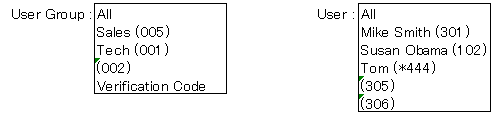 User Group : All
Sales (005)
Tech (001)
(002)
Verification Code
User : All
Mike Smith (301)
Susan Obama (102)
Tom (*444)
(305)
(306)